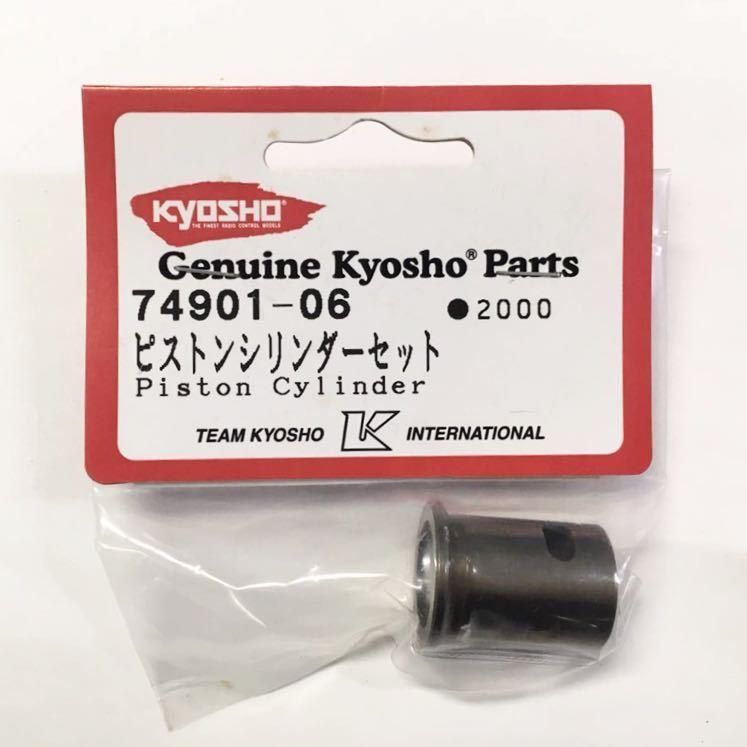 KYOSHO
THE FINEST RADIO CONTROL MODELS
Genuine Kyosho® Parts
74901-06 ●2000
ピストンシリンダーセット
Piston Cylinder
TEAM KYOSHO K INTERNATIONAL